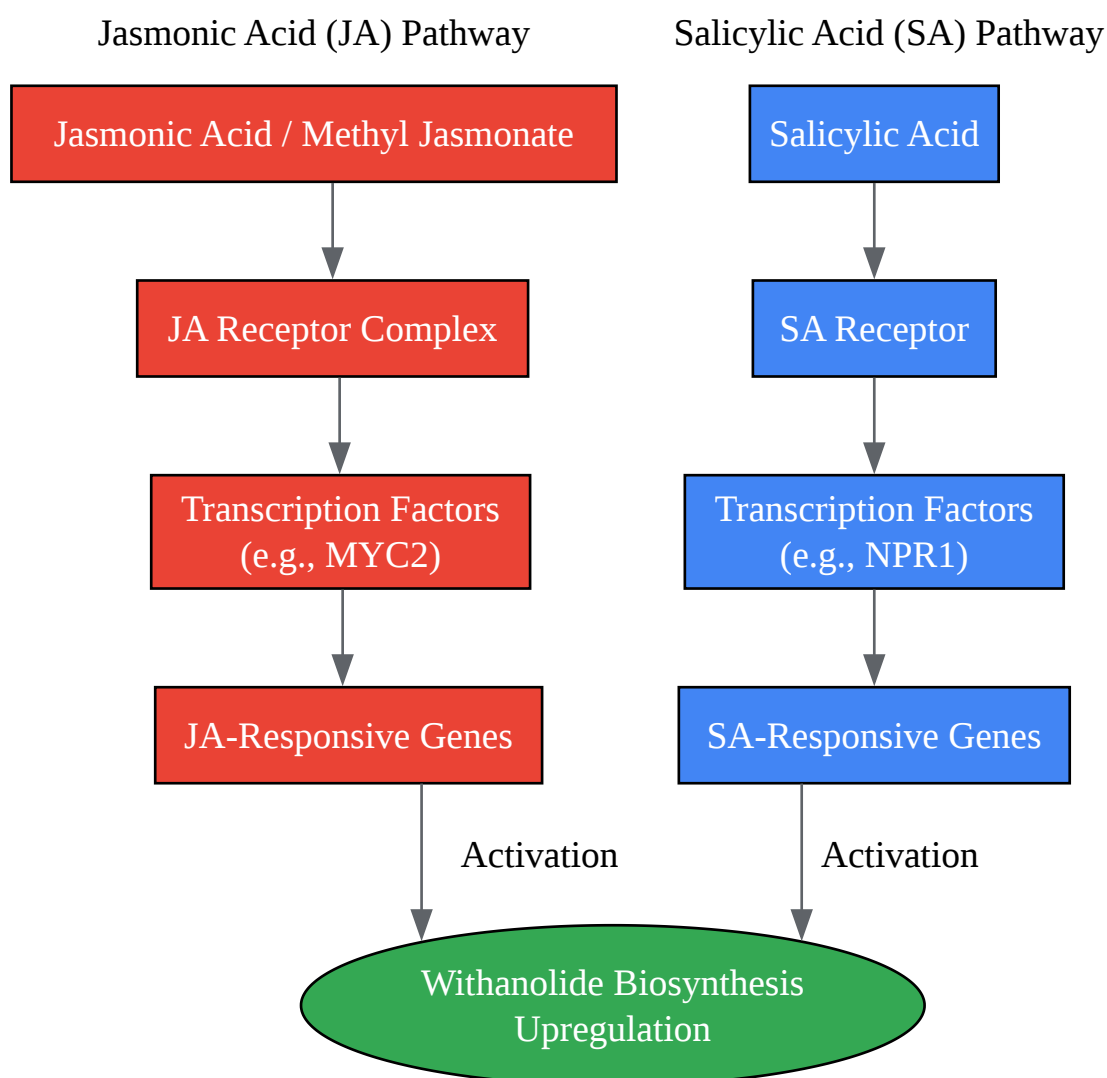 Jasmonic Acid (JA) Pathway
Salicylic Acid (SA) Pathway
Jasmonic Acid / Methyl Jasmonate
Salicylic Acid
JA Receptor Complex
SA Receptor
Transcription Factors
(e.g., MYC2)
Transcription Factors
(e.g., NPR1)
JA-Responsive Genes
SA-Responsive Genes
Activation
Activation
Withanolide Biosynthesis
Upregulation